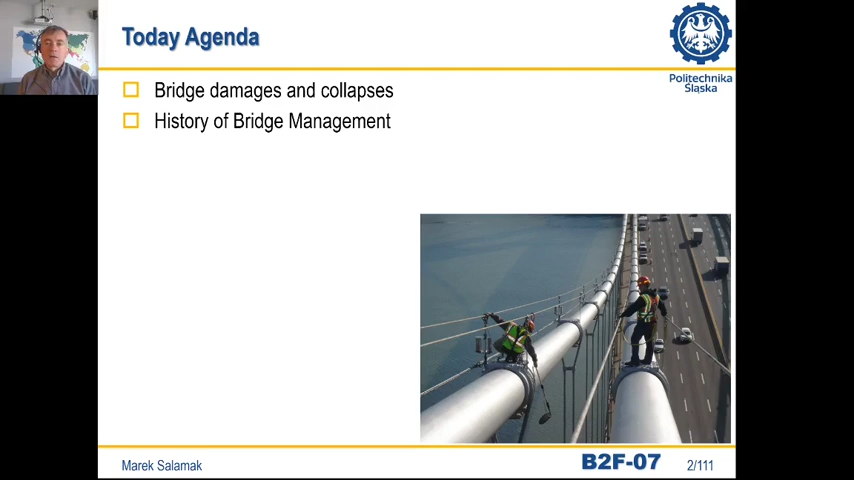 Today Agenda
Politechnika
Śląska
Bridge damages and collapses
History of Bridge Management
Marek Salamak
B2F-07
2/111